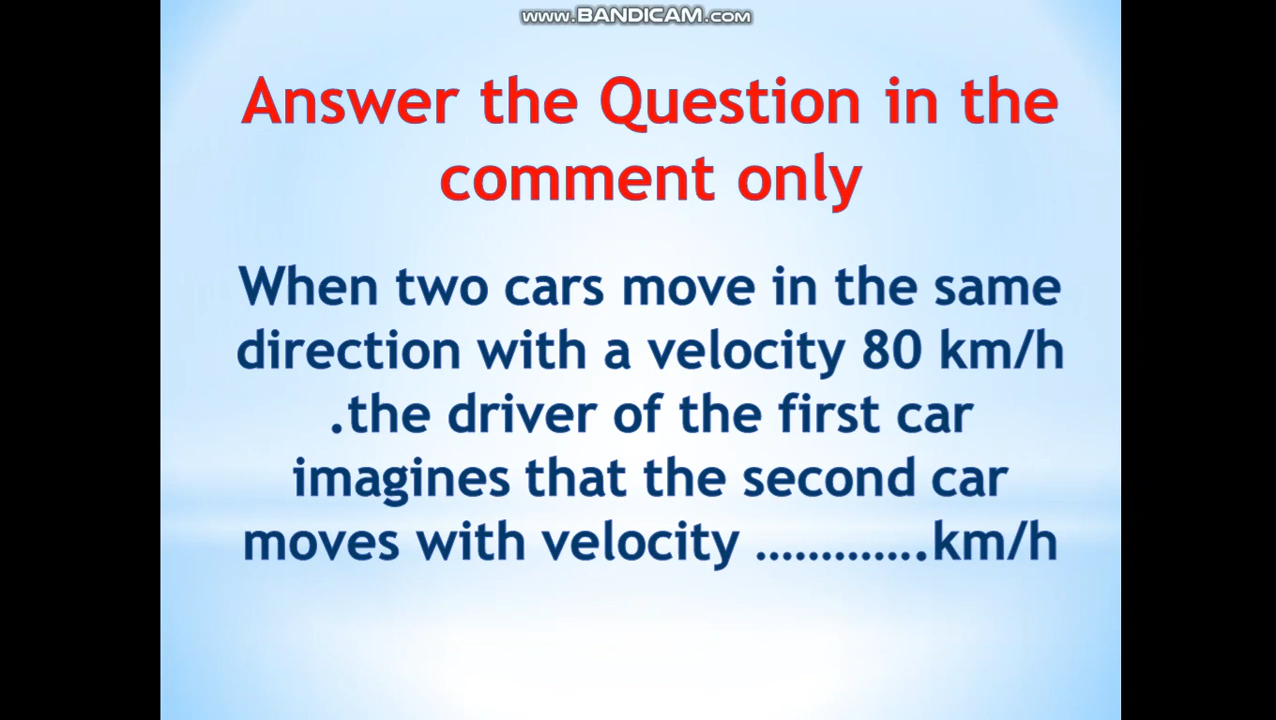 www.BANDICAM.com
Answer the Question in the
comment only
When two cars move in the same
direction with a velocity 80 km/h
.the driver of the first car
imagines that the second car
moves with velocity .............km/h